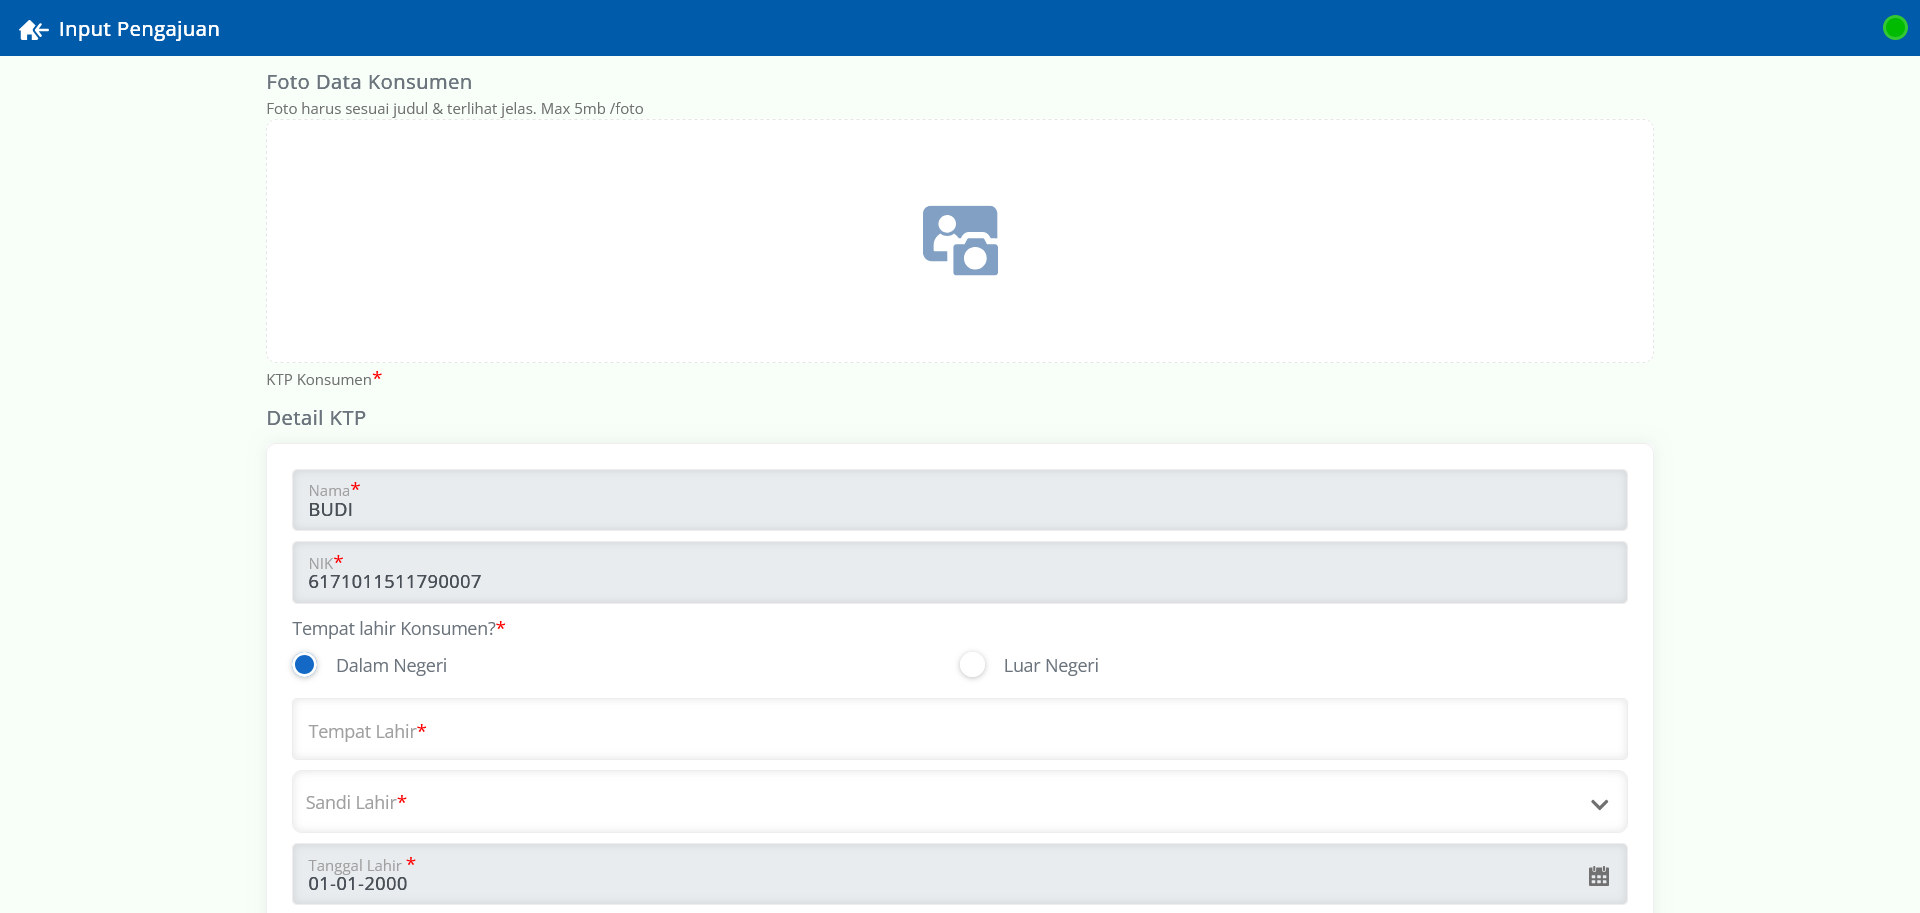 Input Pengajuan
Foto Data Konsumen
Foto harus sesuai judul & terlihat jelas. Max 5mb /foto
KTP Konsumen*
Detail KTP
Nama*
BUDI
NIK*
6171011511790007
Tempat lahir Konsumen?*
Dalam Negeri
Luar Negeri
Tempat Lahir*
Sandi Lahir*
Tanggal Lahir *
01-01-2000